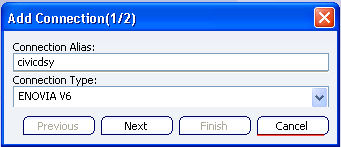 Add Connection(1/2)
Connection Alias:
civicdsy
Connection Type:
ENOVIA V6
Previous Next Finish Cancel